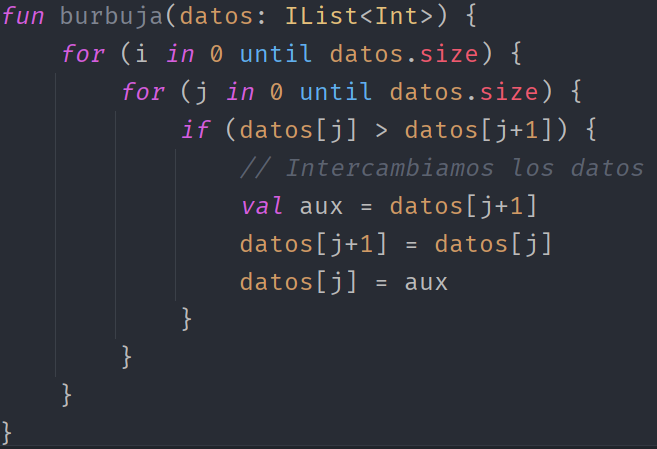 fun burbuja(datos: IList<Int>) {
    for (i in 0 until datos.size) {
        for (j in 0 until datos.size) {
            if (datos[j] > datos[j+1]) {
                // Intercambiamos los datos
                val aux = datos[j+1]
                datos[j+1] = datos[j]
                datos[j] = aux
            }
        }
    }
}